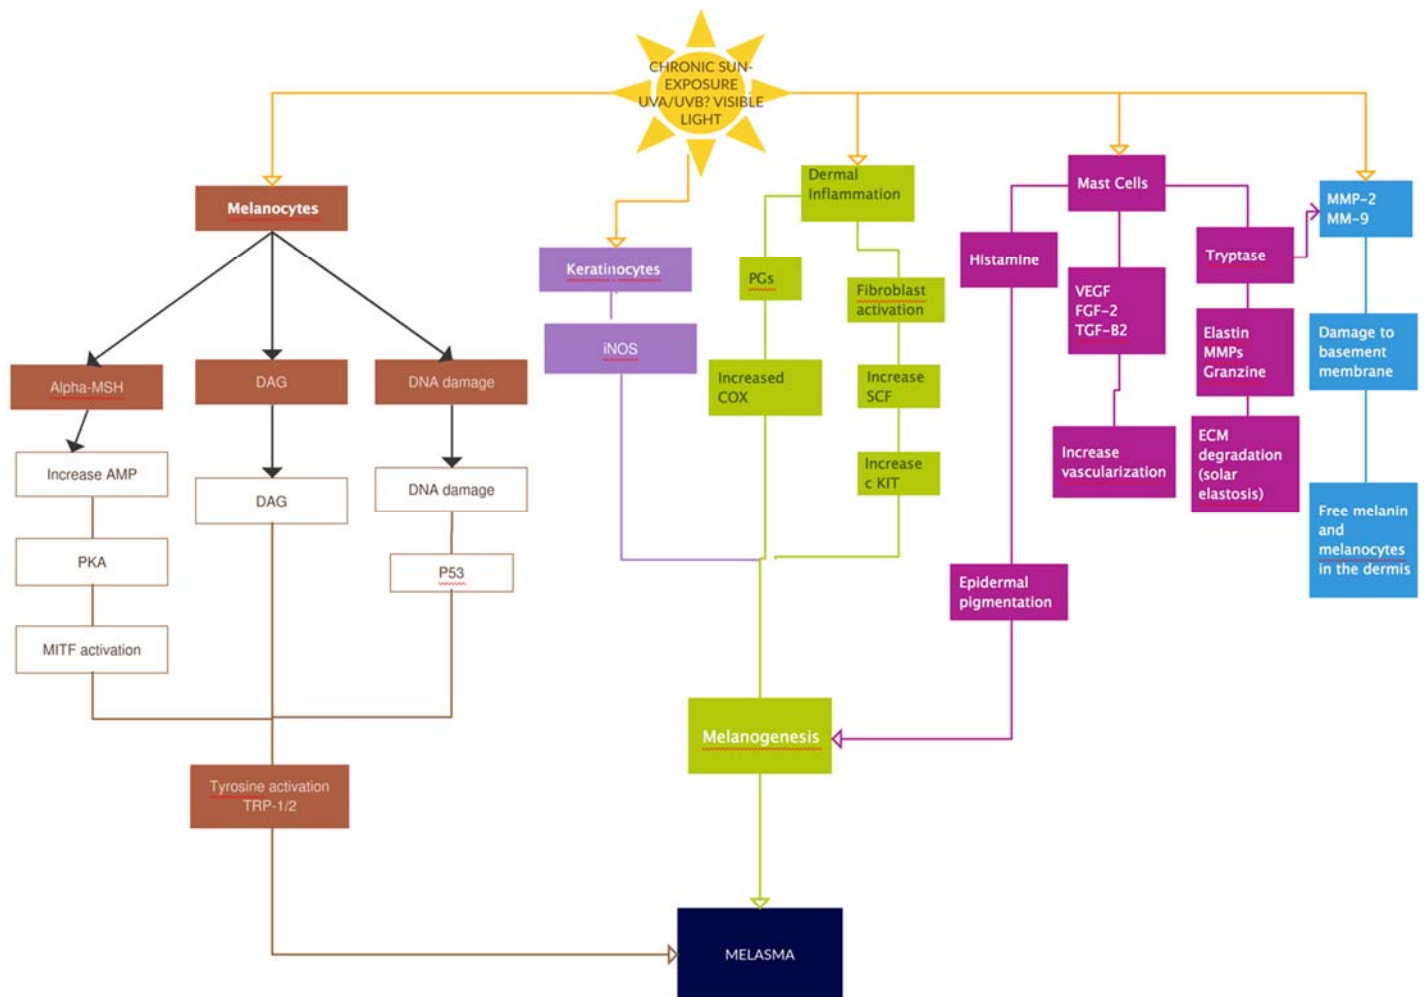 CHRONIC SUN-
EXPOSURE
UVA/UVB? VISIBLE
LIGHT
Melanocytes
Alpha-MSH
DAG
DNA damage
Increase AMP
DAG
DNA damage
PKA
P53
MITF activation
Tyrosine activation
TRP-1/2
Keratinocytes
iNOS
Dermal
Inflammation
PGs
Fibroblast
activation
Increased
COX
Increase
SCF
Increase
c KIT
Mast Cells
Histamine
VEGF
FGF-2
TGF-B2
Tryptase
Elastin
MMPs
Granzine
Increase
vascularization
ECM
degradation
(solar
elastosis)
Epidermal
pigmentation
MMP-2
MM-9
Damage to
basement
membrane
Free melanin
and
melanocytes
in the dermis
Melanogenesis
MELASMA